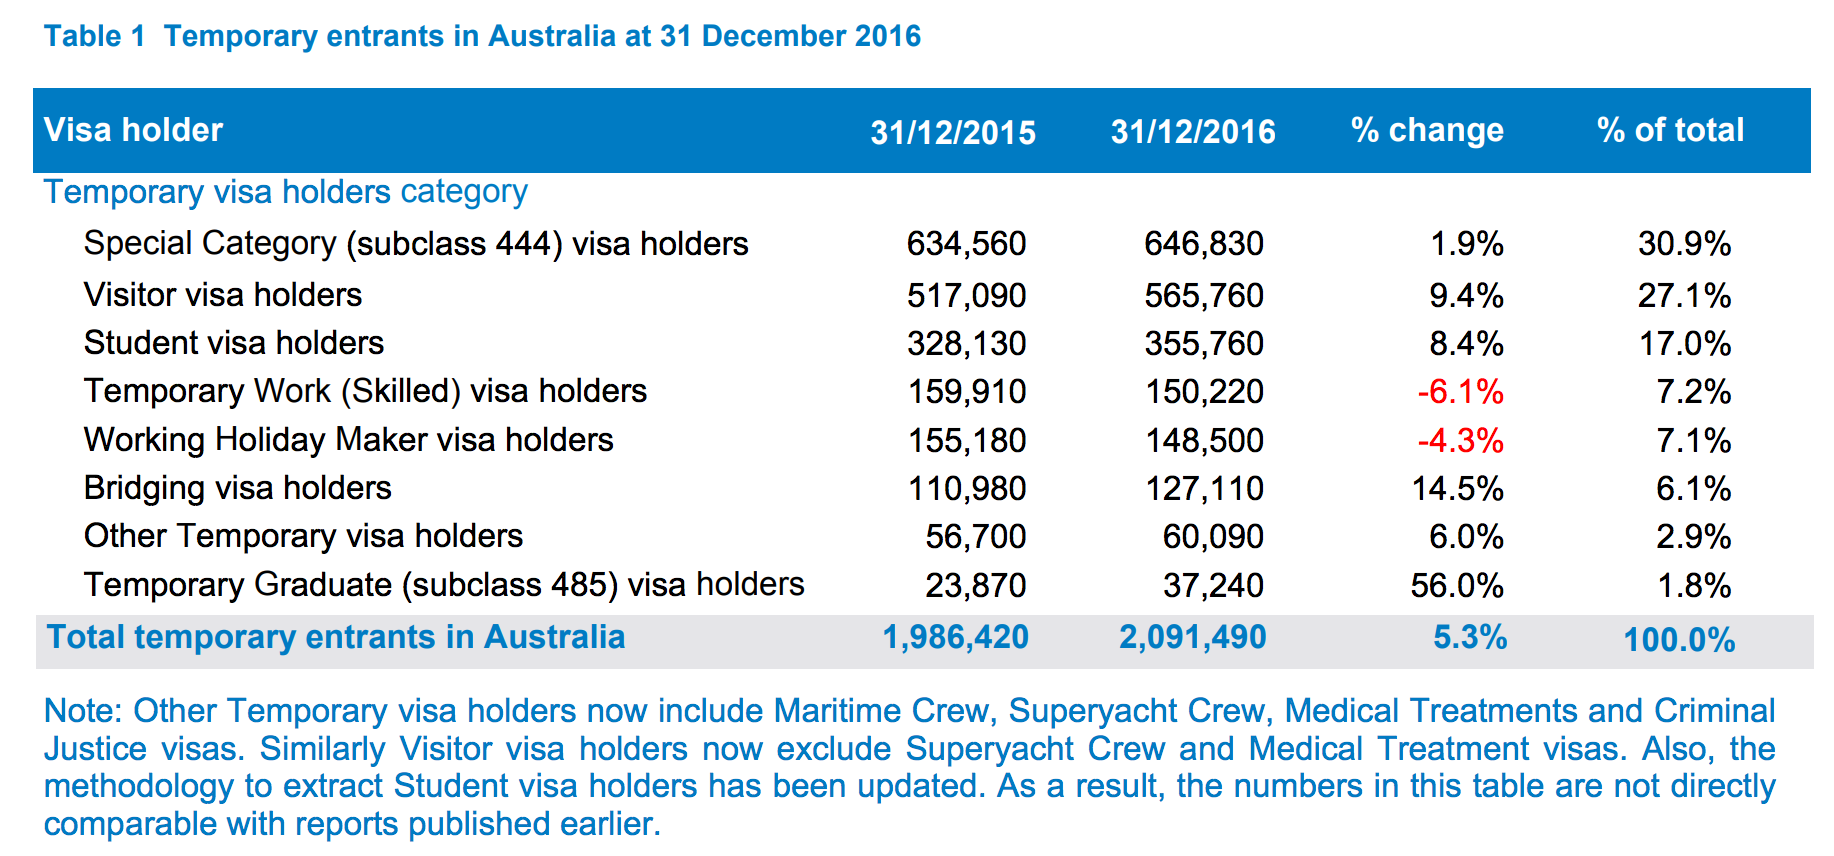 Table 1 Temporary entrants in Australia at 31 December 2016
Visa holder 31/12/2015 31/12/2016 % change % of total
Temporary visa holders category
Special Category (subclass 444) visa holders 634,560 646,830 1.9% 30.9%
Visitor visa holders 517,090 565,760 9.4% 27.1%
Student visa holders 328,130 355,760 8.4% 17.0%
Temporary Work (Skilled) visa holders 159,910 150,220 -6.1% 7.2%
Working Holiday Maker visa holders 155,180 148,500 -4.3% 7.1%
Bridging visa holders 110,980 127,110 14.5% 6.1%
Other Temporary visa holders 56,700 60,090 6.0% 2.9%
Temporary Graduate (subclass 485) visa holders 23,870 37,240 56.0% 1.8%
Total temporary entrants in Australia 1,986,420 2,091,490 5.3% 100.0%
Note: Other Temporary visa holders now include Maritime Crew, Superyacht Crew, Medical Treatments and Criminal
Justice visas. Similarly Visitor visa holders now exclude Superyacht Crew and Medical Treatment visas. Also, the
methodology to extract Student visa holders has been updated. As a result, the numbers in this table are not directly
comparable with reports published earlier.